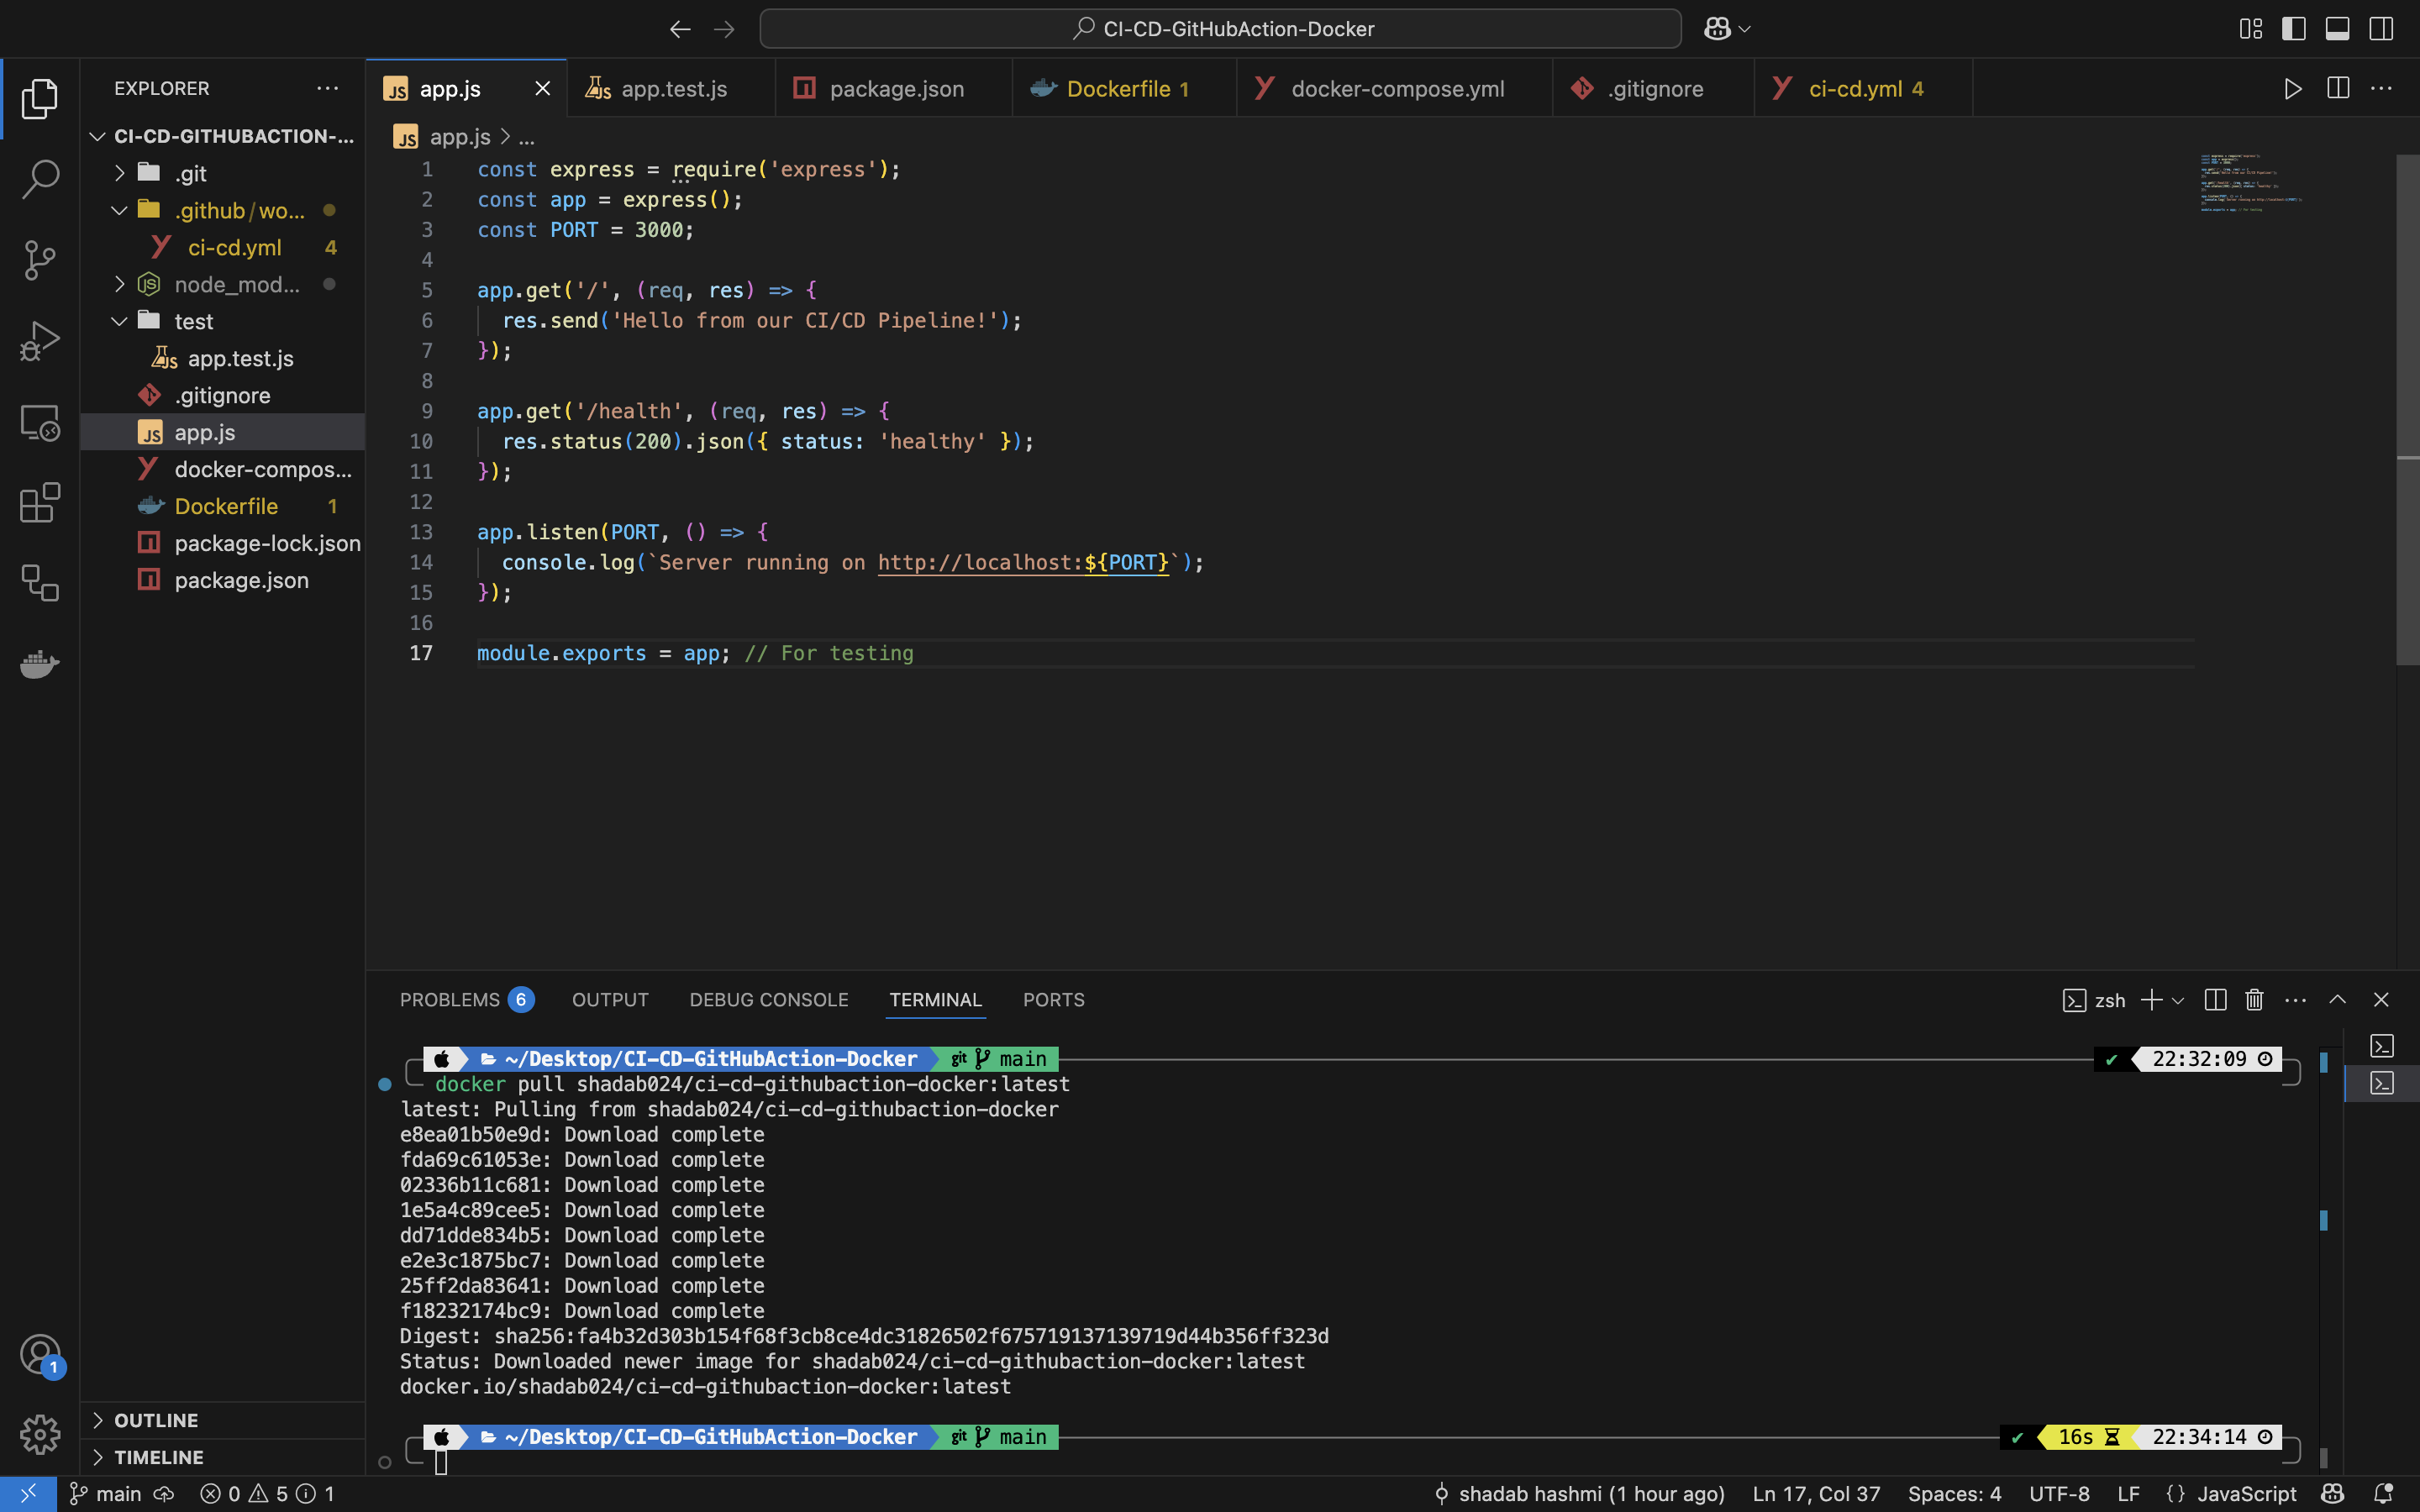 CI-CD-GitHubAction-Docker
EXPLORER
CI-CD-GITHUBACTION-...
.git
.github/wo...
ci-cd.yml 4
node_mod...
test
app.test.js
.gitignore
JS app.js
docker-compos...
Dockerfile 1
package-lock.json
package.json
OUTLINE
TIMELINE
JS app.js
app.test.js
package.json
Dockerfile 1
docker-compose.yml
.gitignore
ci-cd.yml 4
JS app.js > ...
1 const express = require('express');
2 const app = express();
3 const PORT = 3000;
4
5 app.get('/', (req, res) => {
6 res.send('Hello from our CI/CD Pipeline!');
7 });
8
9 app.get('/health', (req, res) => {
10 res.status(200).json({ status: 'healthy' });
11 });
12
13 app.listen(PORT, () => {
14 console.log(`Server running on http://localhost:${PORT}`);
15 });
16
17 module.exports = app; // For testing
PROBLEMS 6 OUTPUT DEBUG CONSOLE TERMINAL PORTS
zsh
~/Desktop/CI-CD-GitHubAction-Docker git main 22:32:09
docker pull shadab024/ci-cd-githubaction-docker:latest
latest: Pulling from shadab024/ci-cd-githubaction-docker
e8ea01b50e9d: Download complete
fda69c61053e: Download complete
02336b11c681: Download complete
1e5a4c89cee5: Download complete
dd71dde834b5: Download complete
e2e3c1875bc7: Download complete
25ff2da83641: Download complete
f18232174bc9: Download complete
Digest: sha256:fa4b32d303b154f68f3cb8ce4dc31826502f675719137139719d44b356ff323d
Status: Downloaded newer image for shadab024/ci-cd-githubaction-docker:latest
docker.io/shadab024/ci-cd-githubaction-docker:latest
~/Desktop/CI-CD-GitHubAction-Docker git main 16s 22:34:14
1
main 0 5 1 shadab hashmi (1 hour ago) Ln 17, Col 37 Spaces: 4 UTF-8 LF {} JavaScript